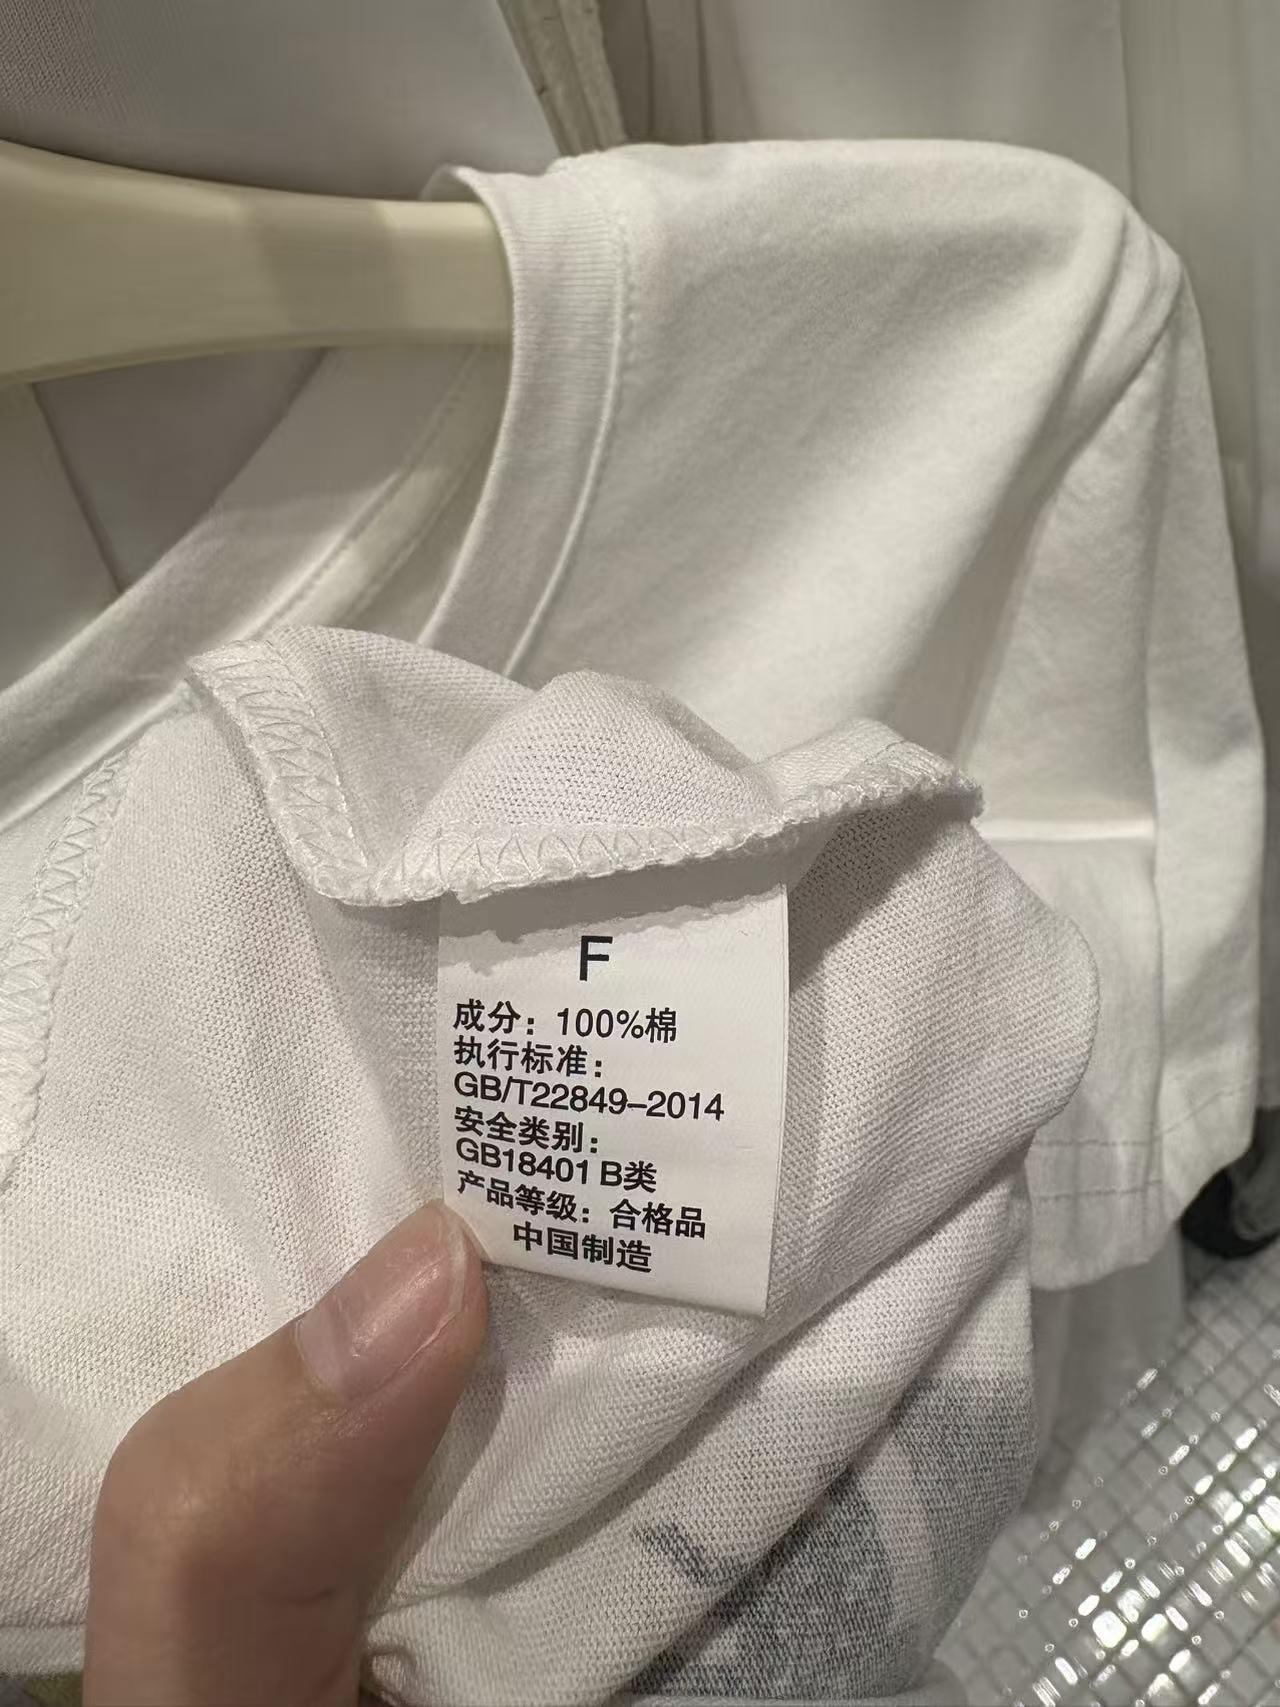 F
成分：100%棉
执行标准：
GB/T22849–2014
安全类别：
GB18401 B类
产品等级：合格品
中国制造